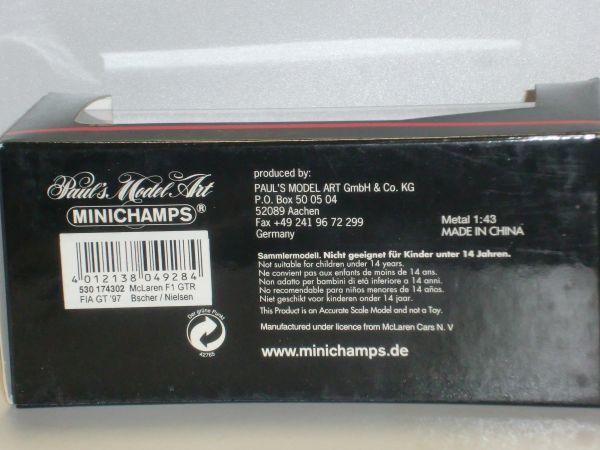 Paul's Model Art
MINICHAMPS®
4 012138 049284
530 174302 McLaren F1 GTR
FIA GT '97 Bscher / Nielsen
Der grüne Punkt
42765
produced by:
PAUL'S MODEL ART GmbH & Co. KG
P.O. Box 50 05 04
52089 Aachen
Fax +49 241 96 72 299
Germany
Metal 1:43
MADE IN CHINA
Sammlermodell. Nicht geeignet für Kinder unter 14 Jahren.
Not suitable for children under 14 years.
Ne convient pas aux enfants de moins de 14 ans.
Non adatto per bambini di età inferiore a 14 anni.
No recomendable para niños menores de 14 años.
Niet geschikt voor kinderen onder 14 jaar.
This Product is an Accurate Scale Model and not a Toy.
Manufactured under licence from McLaren Cars N. V
www.minichamps.de